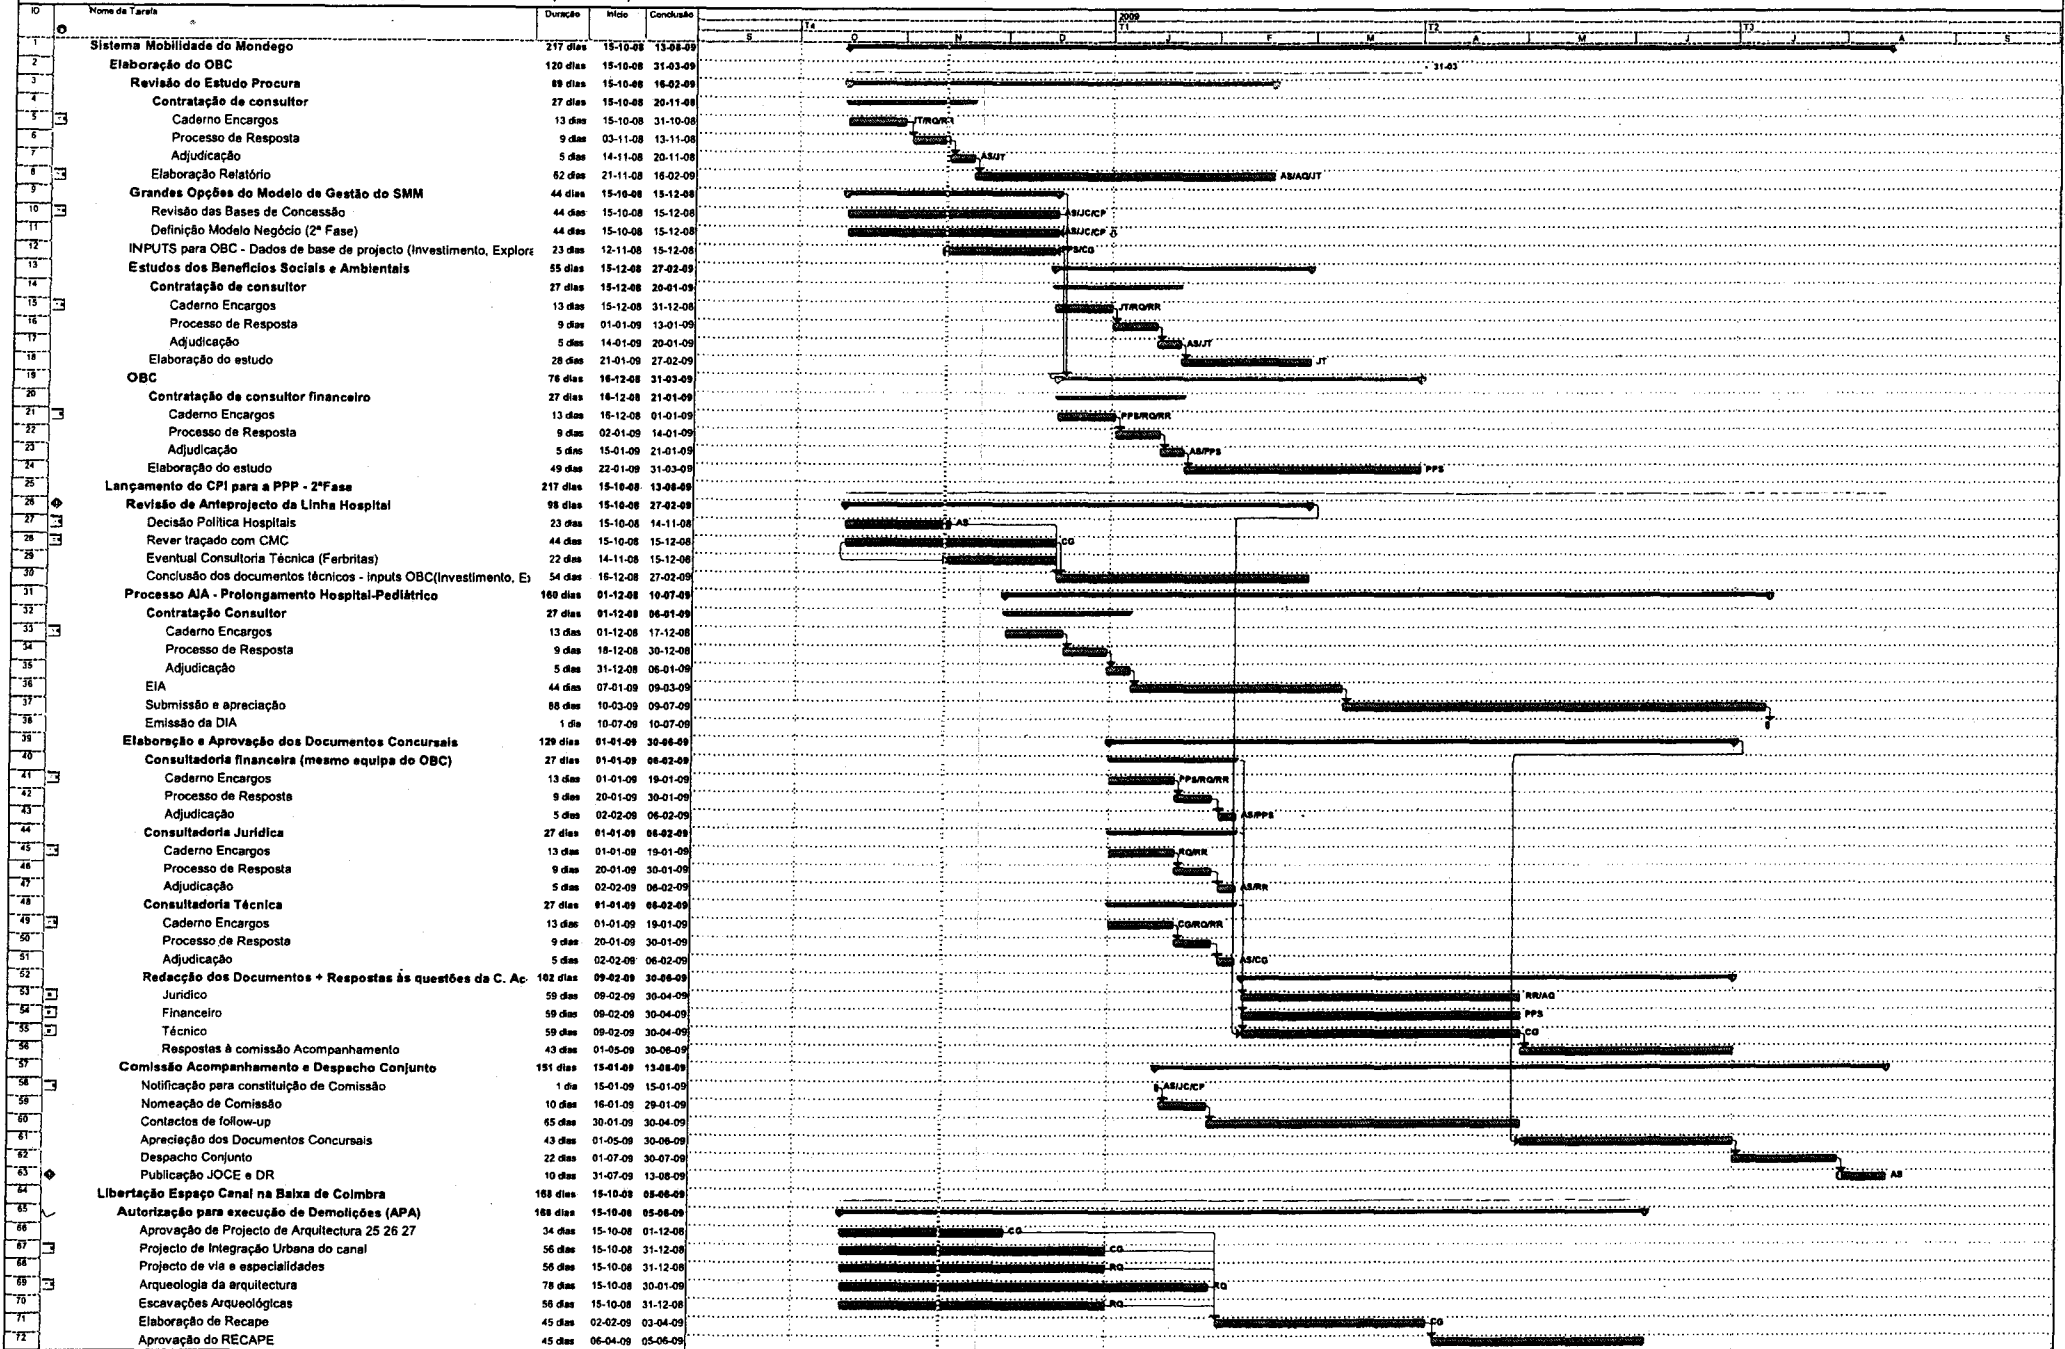 ID Nome da Tarefa Duração Início Conclusão 2009
T4 T1 T2 T3
S O N D J F M A M J J A S
1 Sistema Mobilidade do Mondego 217 dias 15-10-08 13-08-09
2 Elaboração do OBC 120 dias 15-10-08 31-03-09 31-03
3 Revisão do Estudo Procura 89 dias 15-10-08 16-02-09
4 Contratação de consultor 27 dias 15-10-08 20-11-08
5 Caderno Encargos 13 dias 15-10-08 31-10-08 JT/RQ/RR
6 Processo de Resposta 9 dias 03-11-08 13-11-08
7 Adjudicação 5 dias 14-11-08 20-11-08 AS/JT
8 Elaboração Relatório 62 dias 21-11-08 16-02-09 AS/AQ/JT
9 Grandes Opções do Modelo de Gestão do SMM 44 dias 15-10-08 15-12-08
10 Revisão das Bases de Concessão 44 dias 15-10-08 15-12-08 AS/JC/CP
11 Definição Modelo Negócio (2ª Fase) 44 dias 15-10-08 15-12-08 AS/JC/CP
12 INPUTS para OBC - Dados de base de projecto (Investimento, Explora 23 dias 12-11-08 15-12-08 PPS/CG
13 Estudos dos Beneficios Sociais e Ambientais 55 dias 15-12-08 27-02-09
14 Contratação de consultor 27 dias 15-12-08 20-01-09
15 Caderno Encargos 13 dias 15-12-08 31-12-08 JT/RQ/RR
16 Processo de Resposta 9 dias 01-01-09 13-01-09
17 Adjudicação 5 dias 14-01-09 20-01-09 AS/JT
18 Elaboração do estudo 28 dias 21-01-09 27-02-09 JT
19 OBC 76 dias 16-12-08 31-03-09
20 Contratação de consultor financeiro 27 dias 16-12-08 21-01-09
21 Caderno Encargos 13 dias 16-12-08 01-01-09 PPS/RQ/RR
22 Processo de Resposta 9 dias 02-01-09 14-01-09
23 Adjudicação 5 dias 15-01-09 21-01-09 AS/PPS
24 Elaboração do estudo 49 dias 22-01-09 31-03-09 PPS
25 Lançamento do CPI para a PPP - 2ªFase 217 dias 15-10-08 13-08-09
26 Revisão de Anteprojecto da Linha Hospital 98 dias 15-10-08 27-02-09
27 Decisão Politica Hospitais 23 dias 15-10-08 14-11-08 AS
28 Rever traçado com CMC 44 dias 15-10-08 15-12-08 CG
29 Eventual Consultoria Técnica (Ferbritas) 22 dias 14-11-08 15-12-08
30 Conclusão dos documentos técnicos - inputs OBC(Investimento, Ex 54 dias 16-12-08 27-02-09
31 Processo AIA - Prolongamento Hospital-Pediátrico 160 dias 01-12-08 10-07-09
32 Contratação Consultor 27 dias 01-12-08 06-01-09
33 Caderno Encargos 13 dias 01-12-08 17-12-08
34 Processo de Resposta 9 dias 18-12-08 30-12-08
35 Adjudicação 5 dias 31-12-08 06-01-09
36 EIA 44 dias 07-01-09 09-03-09
37 Submissão e apreciação 88 dias 10-03-09 09-07-09
38 Emissão da DIA 1 dia 10-07-09 10-07-09
39 Elaboração e Aprovação dos Documentos Concursais 129 dias 01-01-09 30-06-09
40 Consultadoria financeira (mesmo equipa do OBC) 27 dias 01-01-09 06-02-09
41 Caderno Encargos 13 dias 01-01-09 19-01-09 PPS/RQ/RR
42 Processo de Resposta 9 dias 20-01-09 30-01-09
43 Adjudicação 5 dias 02-02-09 06-02-09 AS/PPS
44 Consultadoria Jurídica 27 dias 01-01-09 06-02-09
45 Caderno Encargos 13 dias 01-01-09 19-01-09 RQ/RR
46 Processo de Resposta 9 dias 20-01-09 30-01-09
47 Adjudicação 5 dias 02-02-09 06-02-09 AS/RR
48 Consultadoria Técnica 27 dias 01-01-09 06-02-09
49 Caderno Encargos 13 dias 01-01-09 19-01-09 CG/RQ/RR
50 Processo de Resposta 9 dias 20-01-09 30-01-09
51 Adjudicação 5 dias 02-02-09 06-02-09 AS/CG
52 Redacção dos Documentos + Respostas às questões da C. Ac 102 dias 09-02-09 30-06-09
53 Juridico 59 dias 09-02-09 30-04-09 RR/AQ
54 Financeiro 59 dias 09-02-09 30-04-09 PPS
55 Técnico 59 dias 09-02-09 30-04-09 CG
56 Respostas à comissão Acompanhamento 43 dias 01-05-09 30-06-09
57 Comissão Acompanhamento e Despacho Conjunto 151 dias 15-01-09 13-08-09
58 Notificação para constituição de Comissão 1 dia 15-01-09 15-01-09 AS/JC/CP
59 Nomeação de Comissão 10 dias 16-01-09 29-01-09
60 Contactos de follow-up 65 dias 30-01-09 30-04-09
61 Apreciação dos Documentos Concursais 43 dias 01-05-09 30-06-09
62 Despacho Conjunto 22 dias 01-07-09 30-07-09
63 Publicação JOCE e DR 10 dias 31-07-09 13-08-09 AS
64 Libertação Espaço Canal na Baixa de Coimbra 168 dias 15-10-08 05-06-09
65 Autorização para execução de Demolições (APA) 168 dias 15-10-08 05-06-09
66 Aprovação de Projecto de Arquitectura 25 26 27 34 dias 15-10-08 01-12-08 CG
67 Projecto de Integração Urbana do canal 56 dias 15-10-08 31-12-08 CG
68 Projecto de via e especialidades 56 dias 15-10-08 31-12-08 RQ
69 Arqueologia da arquitectura 78 dias 15-10-08 30-01-09 RQ
70 Escavações Arqueológicas 56 dias 15-10-08 31-12-08 RQ
71 Elaboração de Recape 45 dias 02-02-09 03-04-09 CG
72 Aprovação do RECAPE 45 dias 06-04-09 05-06-09